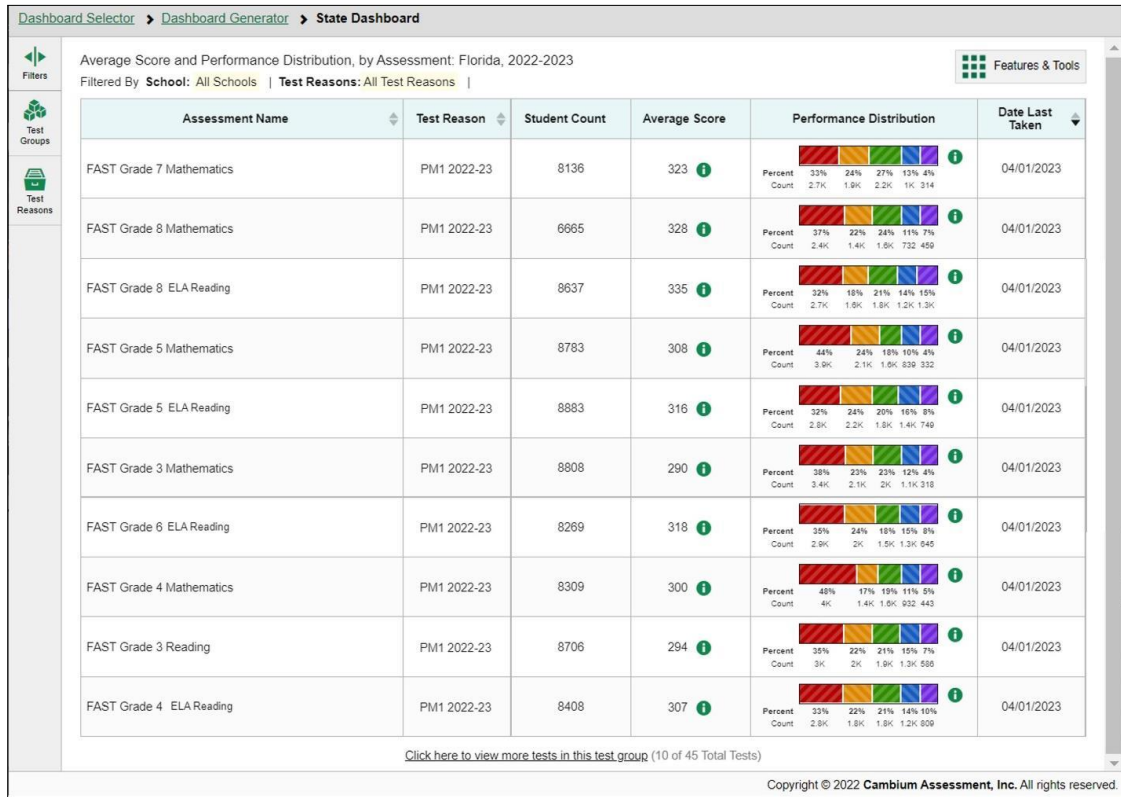 Dashboard Selector > Dashboard Generator > State Dashboard
Filters
Test Groups
Test Reasons
Average Score and Performance Distribution, by Assessment: Florida, 2022-2023
Filtered By School: All Schools | Test Reasons: All Test Reasons |
Features & Tools
Assessment Name Test Reason Student Count Average Score Performance Distribution Date Last Taken
FAST Grade 7 Mathematics PM1 2022-23 8136 323 04/01/2023
Percent 33% 24% 27% 13% 4%
Count 2.7K 1.9K 2.2K 1K 314
FAST Grade 8 Mathematics PM1 2022-23 6665 328 04/01/2023
Percent 37% 22% 24% 11% 7%
Count 2.4K 1.4K 1.6K 732 459
FAST Grade 8 ELA Reading PM1 2022-23 8637 335 04/01/2023
Percent 32% 18% 21% 14% 15%
Count 2.7K 1.6K 1.8K 1.2K 1.3K
FAST Grade 5 Mathematics PM1 2022-23 8783 308 04/01/2023
Percent 44% 24% 18% 10% 4%
Count 3.9K 2.1K 1.6K 839 332
FAST Grade 5 ELA Reading PM1 2022-23 8883 316 04/01/2023
Percent 32% 24% 20% 16% 8%
Count 2.8K 2.2K 1.8K 1.4K 749
FAST Grade 3 Mathematics PM1 2022-23 8808 290 04/01/2023
Percent 38% 23% 23% 12% 4%
Count 3.4K 2.1K 2K 1.1K 318
FAST Grade 6 ELA Reading PM1 2022-23 8269 318 04/01/2023
Percent 35% 24% 18% 15% 8%
Count 2.9K 2K 1.5K 1.3K 645
FAST Grade 4 Mathematics PM1 2022-23 8309 300 04/01/2023
Percent 48% 17% 19% 11% 5%
Count 4K 1.4K 1.6K 932 443
FAST Grade 3 Reading PM1 2022-23 8706 294 04/01/2023
Percent 35% 22% 21% 15% 7%
Count 3K 2K 1.9K 1.3K 586
FAST Grade 4 ELA Reading PM1 2022-23 8408 307 04/01/2023
Percent 33% 22% 21% 14% 10%
Count 2.8K 1.8K 1.8K 1.2K 809
Click here to view more tests in this test group (10 of 45 Total Tests)
Copyright © 2022 Cambium Assessment, Inc. All rights reserved.